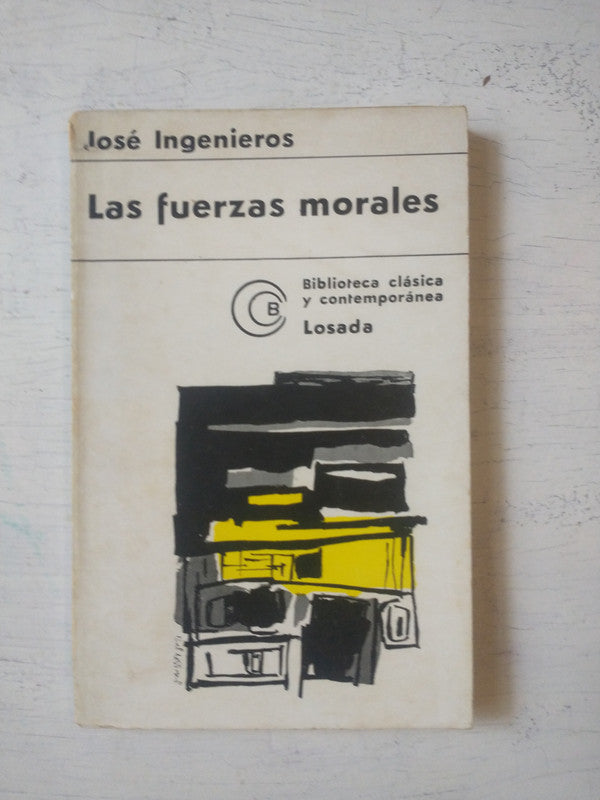 José Ingenieros
Las fuerzas morales
Biblioteca clásica
y contemporánea
B
Losada